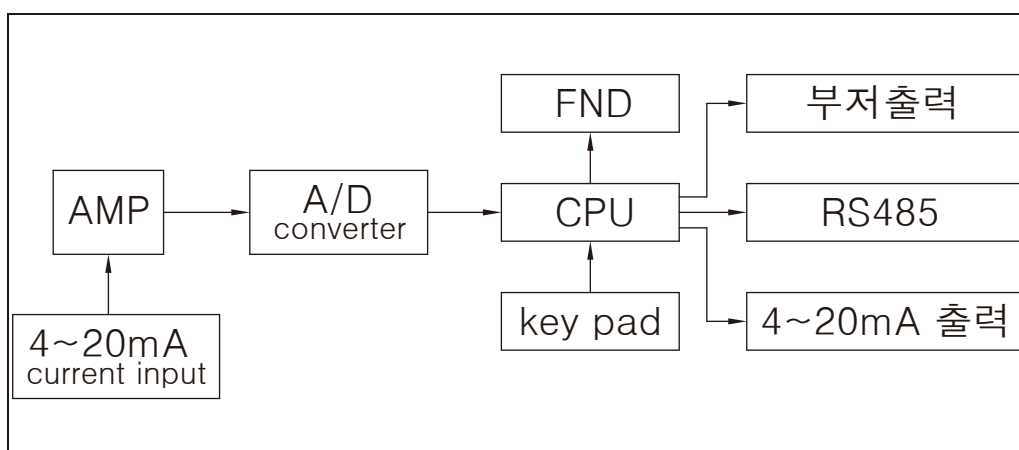 FND
부저출력
AMP
A/D
converter
CPU
RS485
4~20mA
current input
key pad
4~20mA 출력